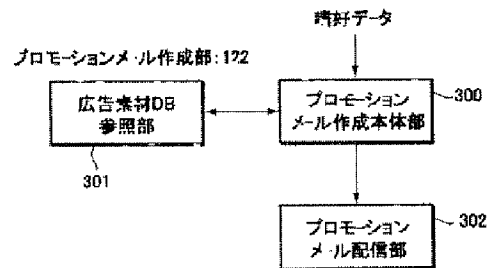 嗜好データ
プロモーションメール作成部:122
広告素材DB
参照部
301
プロモーション
メール作成本体部
300
プロモーション
メール配信部
302